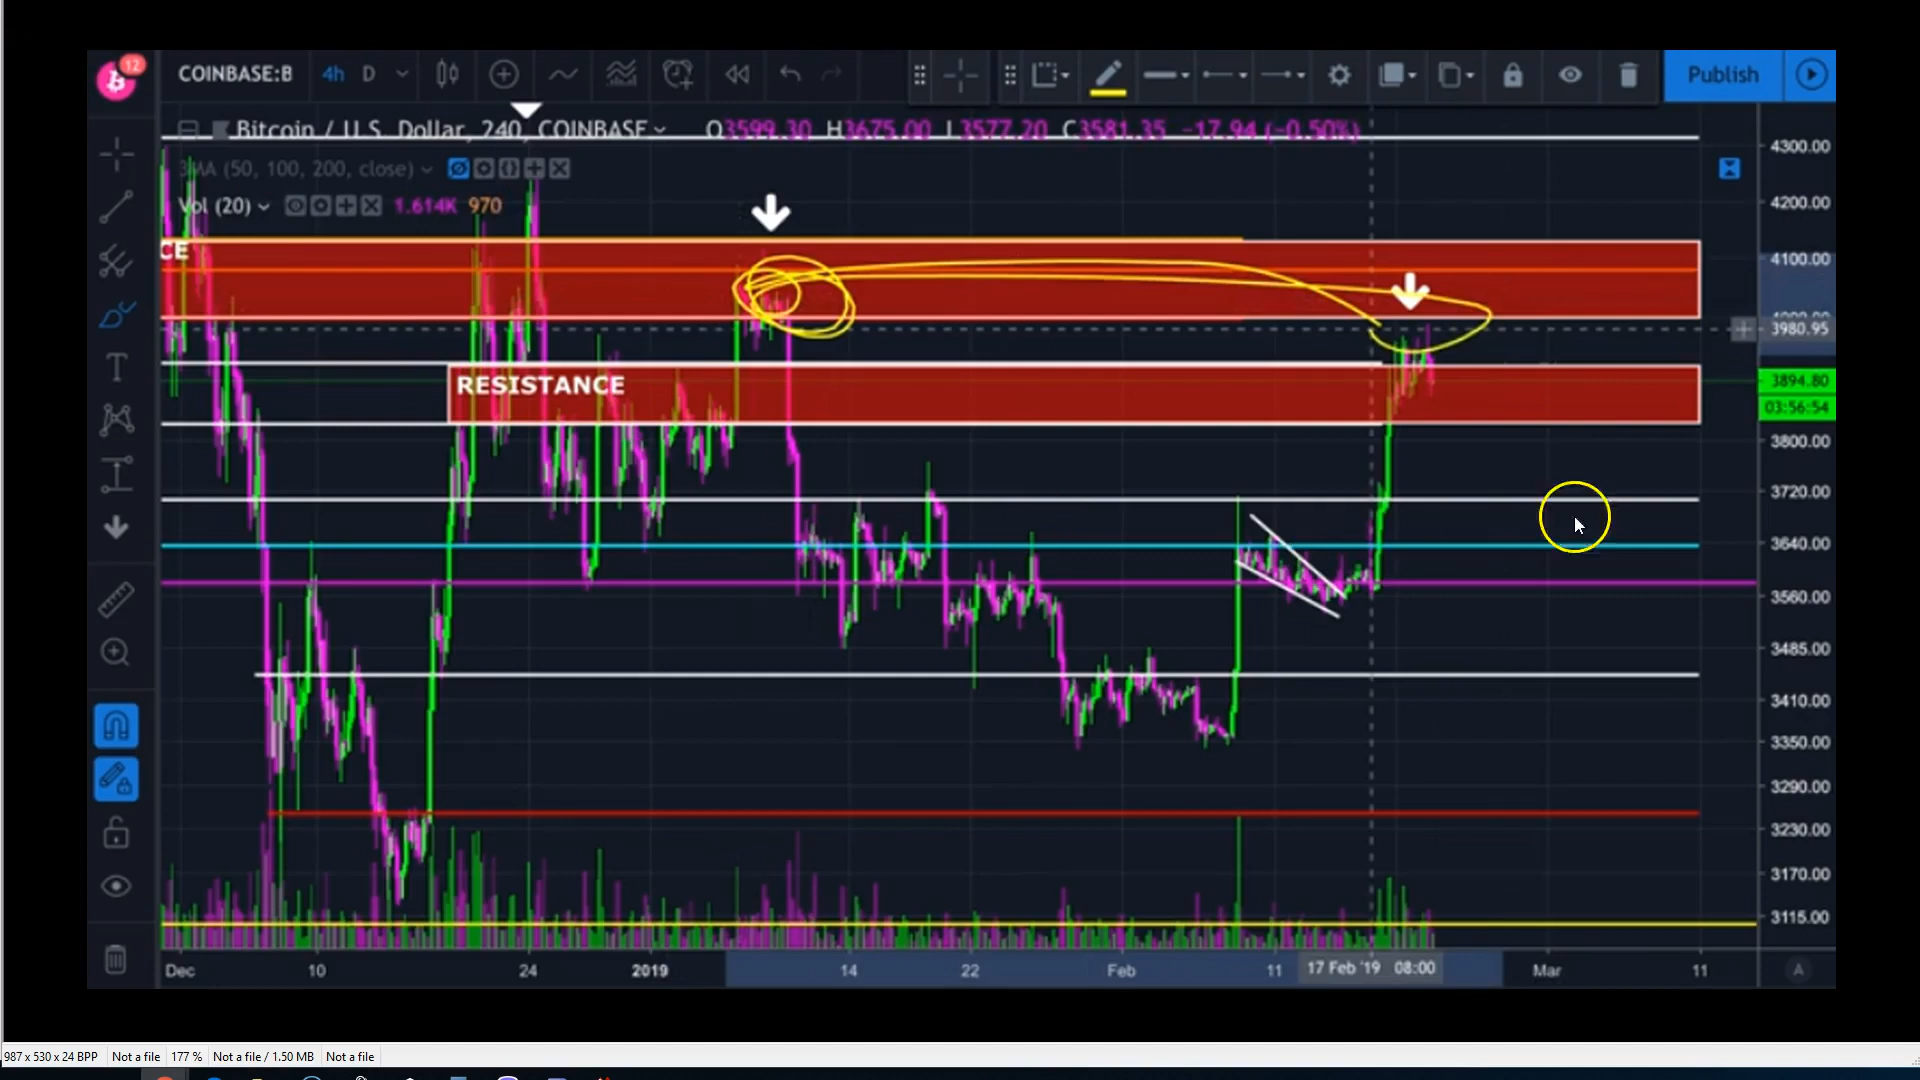 12
COINBASE:B 4h D
Publish
Bitcoin / U.S. Dollar, 240, COINBASE O3599.30 H3675.00 L3577.20 C3581.35 −17.94 (−0.50%)
3MA (50, 100, 200, close)
Vol (20) 1.614K 970
CE
RESISTANCE
4300.00
4200.00
4100.00
4000.00
3980.95
3894.80
03:56:54
3800.00
3720.00
3640.00
3560.00
3485.00
3410.00
3350.00
3290.00
3230.00
3170.00
3115.00
Dec 10 24 2019 14 22 Feb 11 17 Feb '19 08:00 Mar 11
A
987 x 530 x 24 BPP Not a file 177 % Not a file / 1.50 MB Not a file